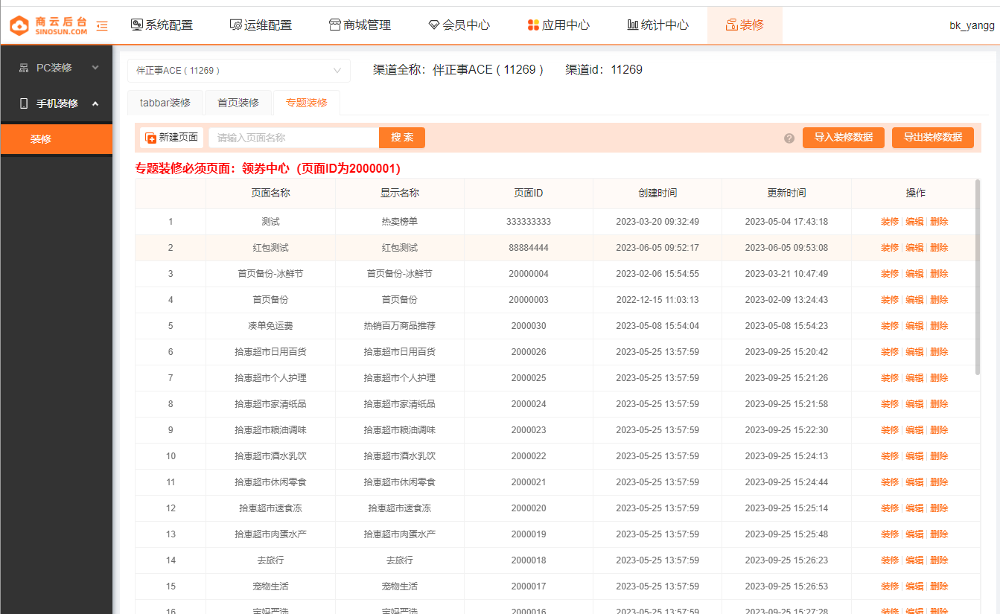 商云后台
SINOSUN.COM
系统配置
运维配置
商城管理
会员中心
应用中心
统计中心
装修
bk_yangg
PC装修
手机装修
装修
伴正事ACE ( 11269 )
渠道全称：伴正事ACE ( 11269 ) 渠道id：11269
tabbar装修 首页装修 专题装修
新建页面 请输入页面名称 搜 索 导入装修数据 导出装修数据
专题装修必须页面：领券中心（页面ID为2000001）
页面名称 显示名称 页面ID 创建时间 更新时间 操作
1 测试 热卖榜单 333333333 2023-03-20 09:32:49 2023-05-04 17:43:18 装修 编辑 删除
2 红包测试 红包测试 88884444 2023-06-05 09:52:17 2023-06-05 09:53:08 装修 编辑 删除
3 首页备份-冰鲜节 首页备份-冰鲜节 20000004 2023-02-06 15:54:55 2023-03-21 10:47:49 装修 编辑 删除
4 首页备份 首页备份 20000003 2022-12-15 11:03:13 2023-02-09 13:24:43 装修 编辑 删除
5 凑单免运费 热销百万商品推荐 2000030 2023-05-08 15:54:04 2023-05-08 15:54:23 装修 编辑 删除
6 拾惠超市日用百货 拾惠超市日用百货 2000026 2023-05-25 13:57:59 2023-09-25 15:20:42 装修 编辑 删除
7 拾惠超市个人护理 拾惠超市个人护理 2000025 2023-05-25 13:57:59 2023-09-25 15:21:26 装修 编辑 删除
8 拾惠超市家清纸品 拾惠超市家清纸品 2000024 2023-05-25 13:57:59 2023-09-25 15:21:58 装修 编辑 删除
9 拾惠超市粮油调味 拾惠超市粮油调味 2000023 2023-05-25 13:57:59 2023-09-25 15:22:30 装修 编辑 删除
10 拾惠超市酒水乳饮 拾惠超市酒水乳饮 2000022 2023-05-25 13:57:59 2023-09-25 15:24:13 装修 编辑 删除
11 拾惠超市休闲零食 拾惠超市休闲零食 2000021 2023-05-25 13:57:59 2023-09-25 15:24:44 装修 编辑 删除
12 拾惠超市速食冻 拾惠超市速食冻 2000020 2023-05-25 13:57:59 2023-09-25 15:25:14 装修 编辑 删除
13 拾惠超市肉蛋水产 拾惠超市肉蛋水产 2000019 2023-05-25 13:57:59 2023-09-25 15:25:48 装修 编辑 删除
14 去旅行 去旅行 2000018 2023-05-25 13:57:59 2023-09-25 15:26:23 装修 编辑 删除
15 宠物生活 宠物生活 2000017 2023-05-25 13:57:59 2023-09-25 15:26:53 装修 编辑 删除
16 宝妈严选 宝妈严选 2000016 2023-05-25 13:57:59 2023-09-25 15:27:28 装修 编辑 删除